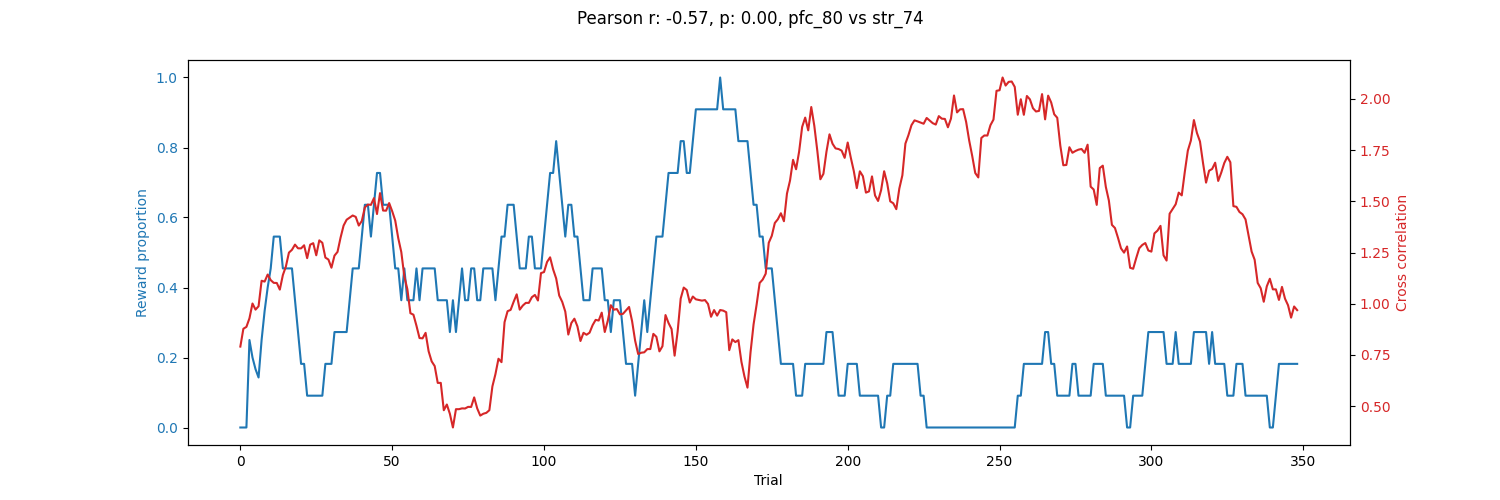 Pearson r: -0.57, p: 0.00, pfc_80 vs str_74
1.0
0.8
0.6
0.4
0.2
0.0
Reward proportion
2.00
1.75
1.50
1.25
1.00
0.75
0.50
Cross correlation
0 50 100 150 200 250 300 350
Trial